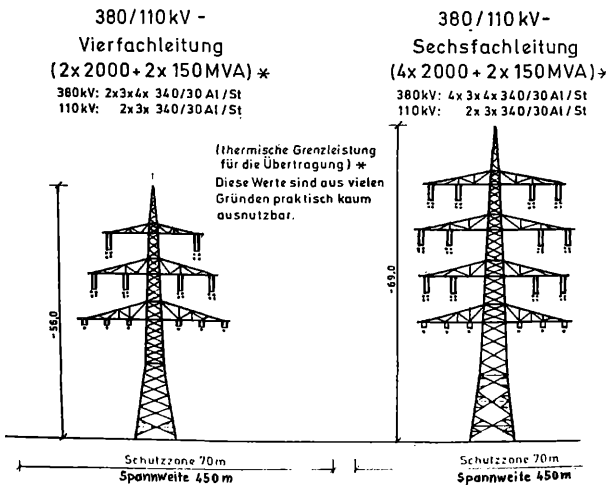 380/110kV -
Vierfachleitung
(2x2000+2x150MVA)*
380kV: 2x3x4x 340/30 Al/St
110kV: 2x3x 340/30 Al/St
380/110kV-
Sechsfachleitung
(4x2000+2x150MVA)*
380kV: 4x3x4x 340/30 Al/St
110kV: 2x3x 340/30 Al/St
(thermische Grenzleistung
für die Übertragung) *
Diese Werte sind aus vielen
Gründen praktisch kaum
ausnutzbar.
~69.0
Schutzzone 70m
Spannweite 450m
Schutzzone 70m
Spannweite 450m